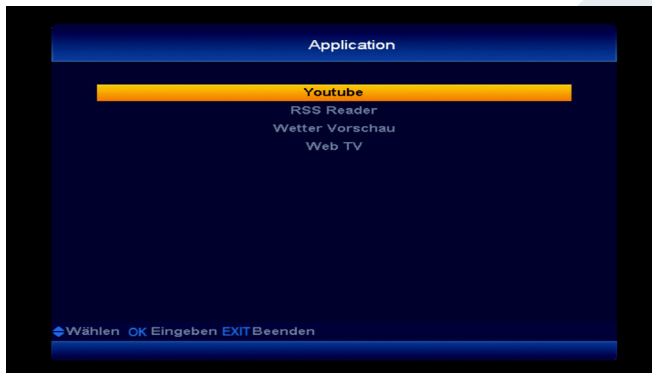 Application
Youtube
RSS Reader
Wetter Vorschau
Web TV
Wählen OK Eingeben EXIT Beenden